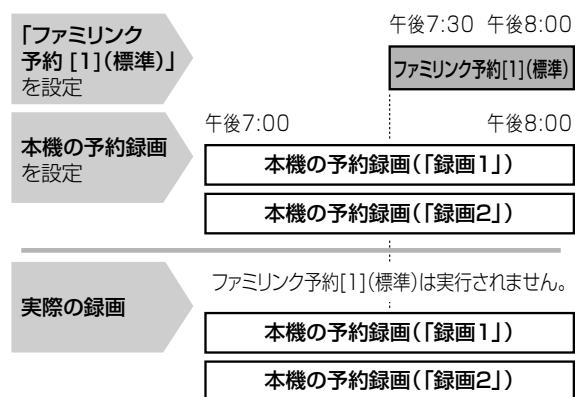 「ファミリンク
予約 [1](標準)」
を設定
午後7:30 午後8:00
ファミリンク予約[1](標準)
本機の予約録画
を設定
午後7:00 午後8:00
本機の予約録画(「録画1」)
本機の予約録画(「録画2」)
実際の録画
ファミリンク予約[1](標準)は実行されません。
本機の予約録画(「録画1」)
本機の予約録画(「録画2」)